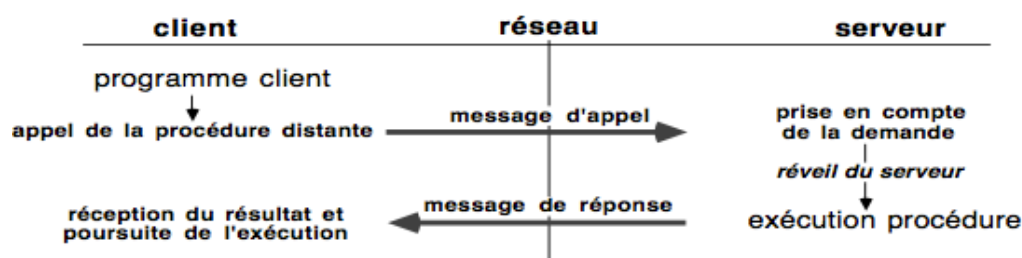 client réseau serveur
programme client
appel de la procédure distante
message d'appel
prise en compte
de la demande
réveil du serveur
exécution procédure
message de réponse
réception du résultat et
poursuite de l'exécution